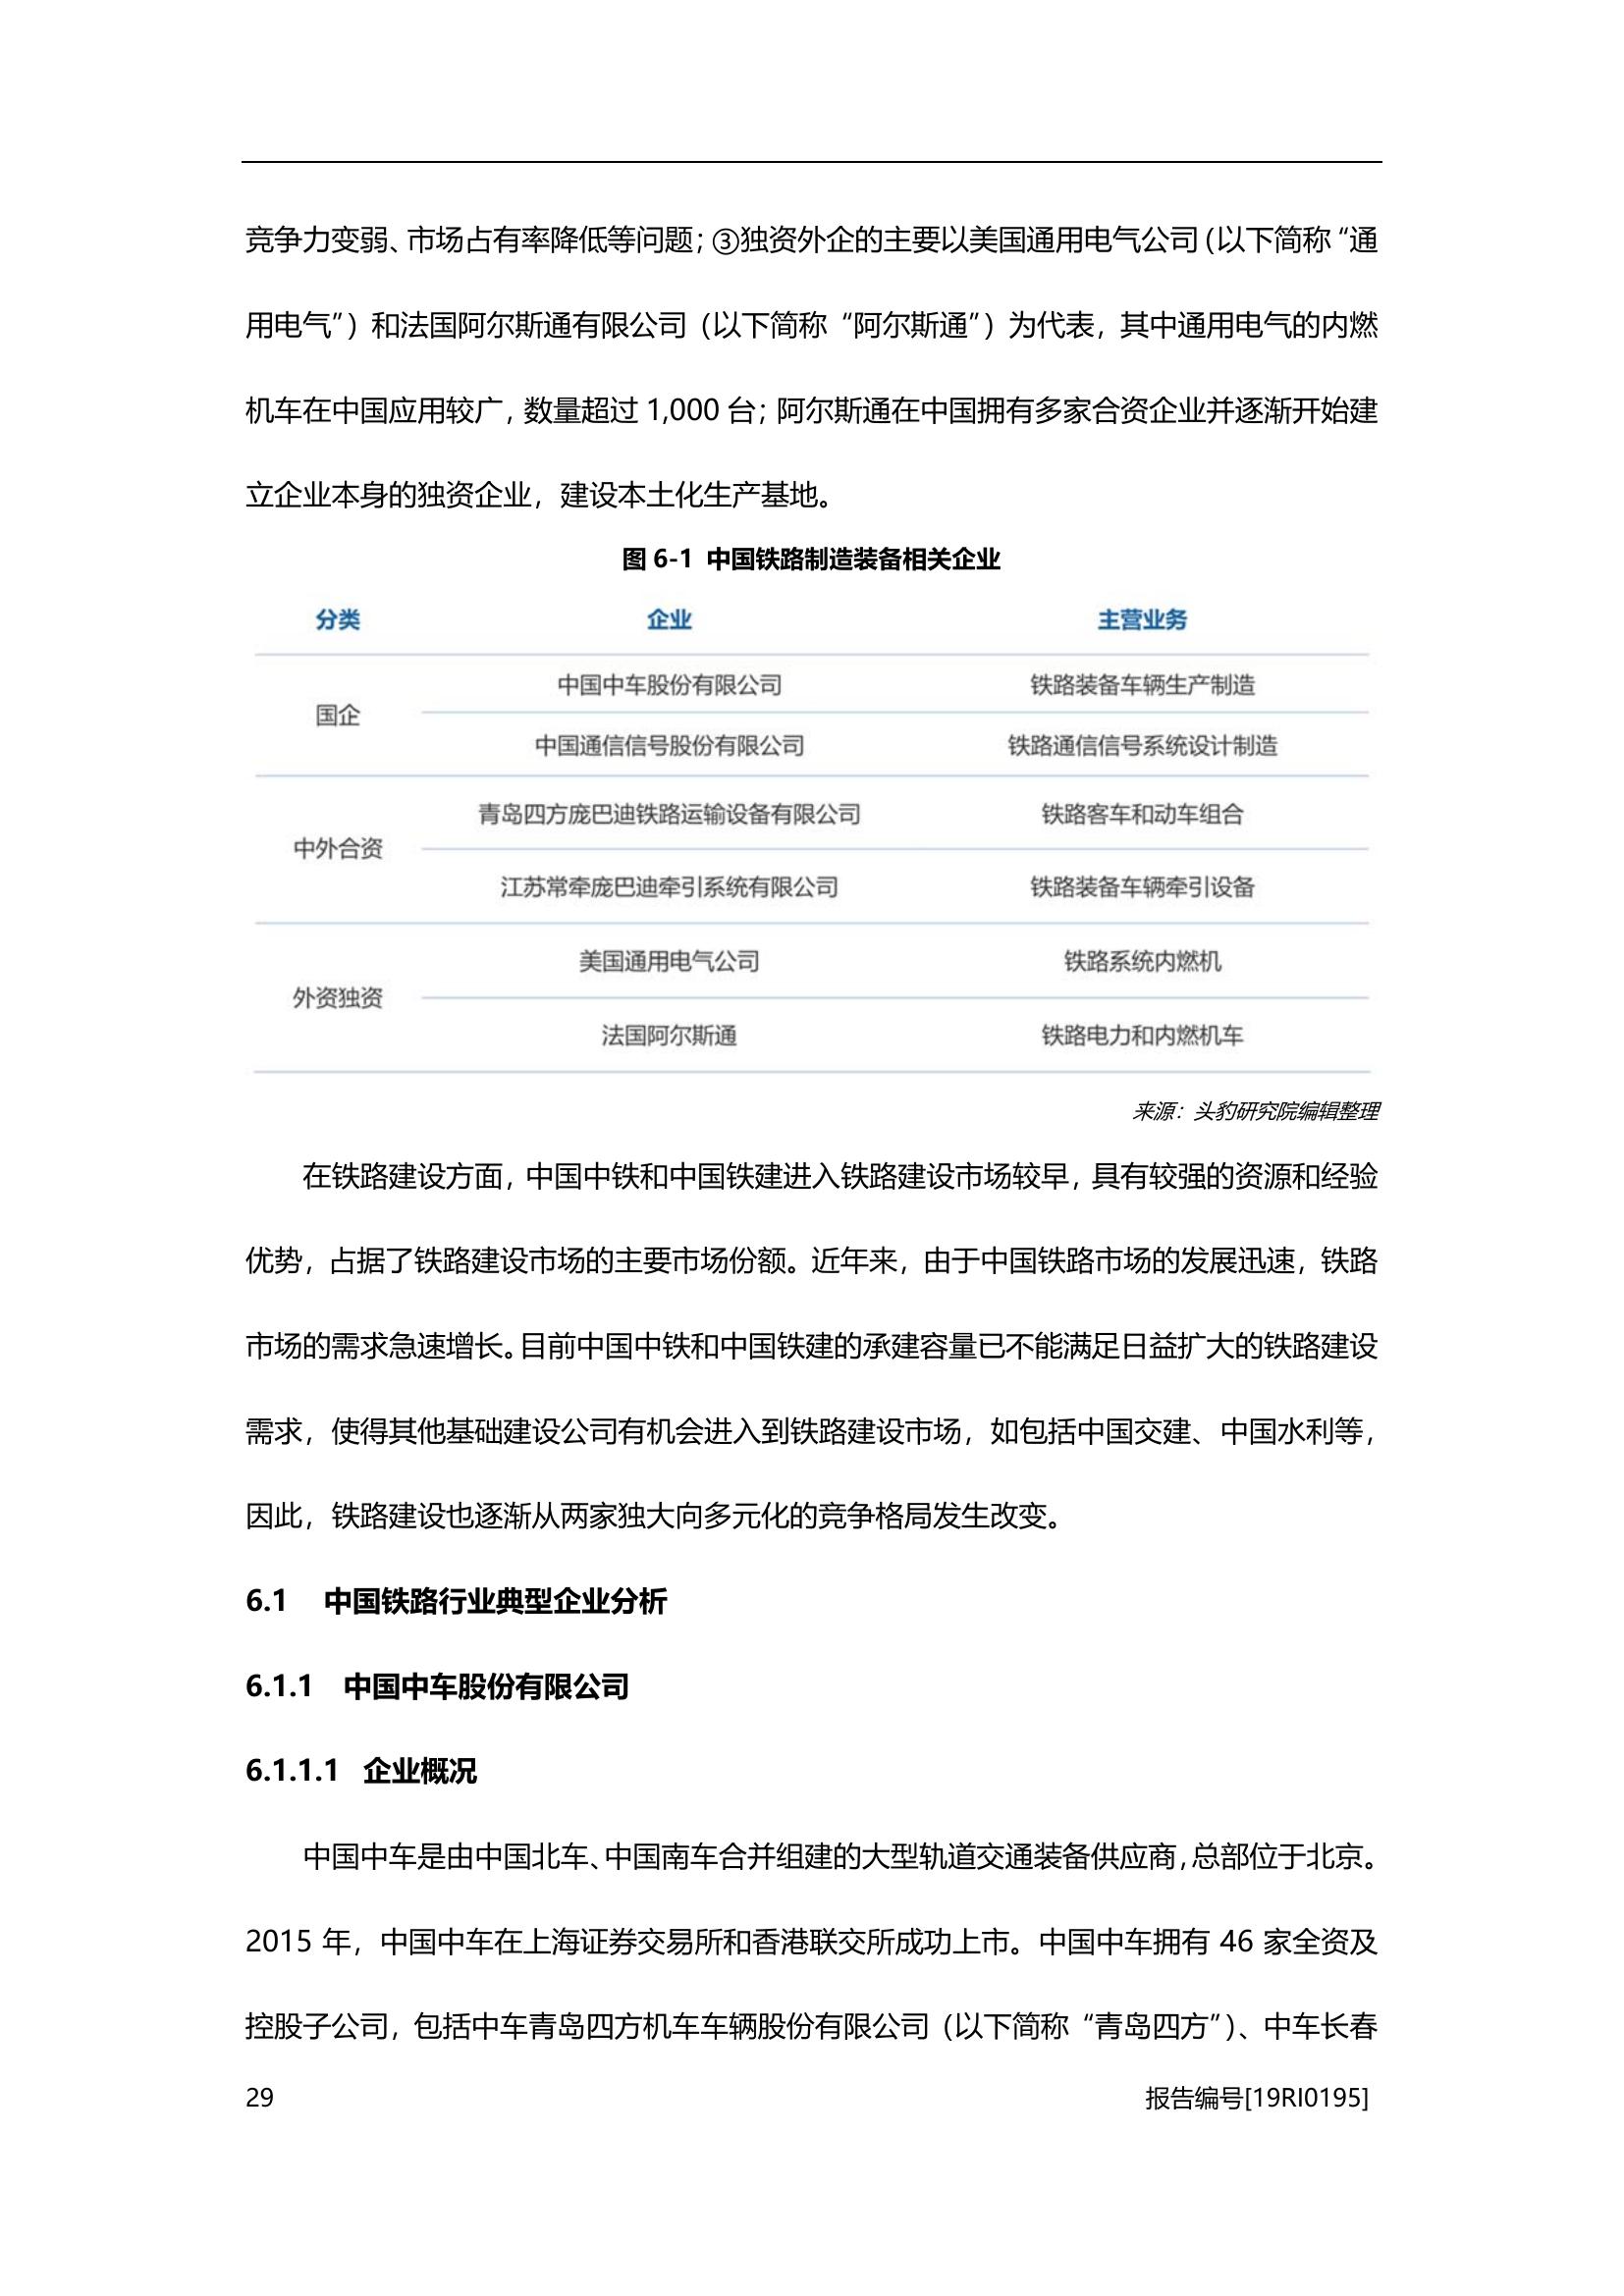 竞争力变弱、市场占有率降低等问题；③独资外企的主要以美国通用电气公司（以下简称“通
用电气”）和法国阿尔斯通有限公司（以下简称“阿尔斯通”）为代表，其中通用电气的内燃
机车在中国应用较广，数量超过 1,000 台；阿尔斯通在中国拥有多家合资企业并逐渐开始建
立企业本身的独资企业，建设本土化生产基地。
图 6-1 中国铁路制造装备相关企业
分类 企业 主营业务
国企
中国中车股份有限公司 铁路装备车辆生产制造
中国通信信号股份有限公司 铁路通信信号系统设计制造
中外合资
青岛四方庞巴迪铁路运输设备有限公司 铁路客车和动车组合
江苏常牵庞巴迪牵引系统有限公司 铁路装备车辆牵引设备
外资独资
美国通用电气公司 铁路系统内燃机
法国阿尔斯通 铁路电力和内燃机车
来源：头豹研究院编辑整理
在铁路建设方面，中国中铁和中国铁建进入铁路建设市场较早，具有较强的资源和经验
优势，占据了铁路建设市场的主要市场份额。近年来，由于中国铁路市场的发展迅速，铁路
市场的需求急速增长。目前中国中铁和中国铁建的承建容量已不能满足日益扩大的铁路建设
需求，使得其他基础建设公司有机会进入到铁路建设市场，如包括中国交建、中国水利等，
因此，铁路建设也逐渐从两家独大向多元化的竞争格局发生改变。
6.1 中国铁路行业典型企业分析
6.1.1 中国中车股份有限公司
6.1.1.1 企业概况
中国中车是由中国北车、中国南车合并组建的大型轨道交通装备供应商，总部位于北京。
2015 年，中国中车在上海证券交易所和香港联交所成功上市。中国中车拥有 46 家全资及
控股子公司，包括中车青岛四方机车车辆股份有限公司（以下简称“青岛四方”）、中车长春
29 报告编号[19RI0195]